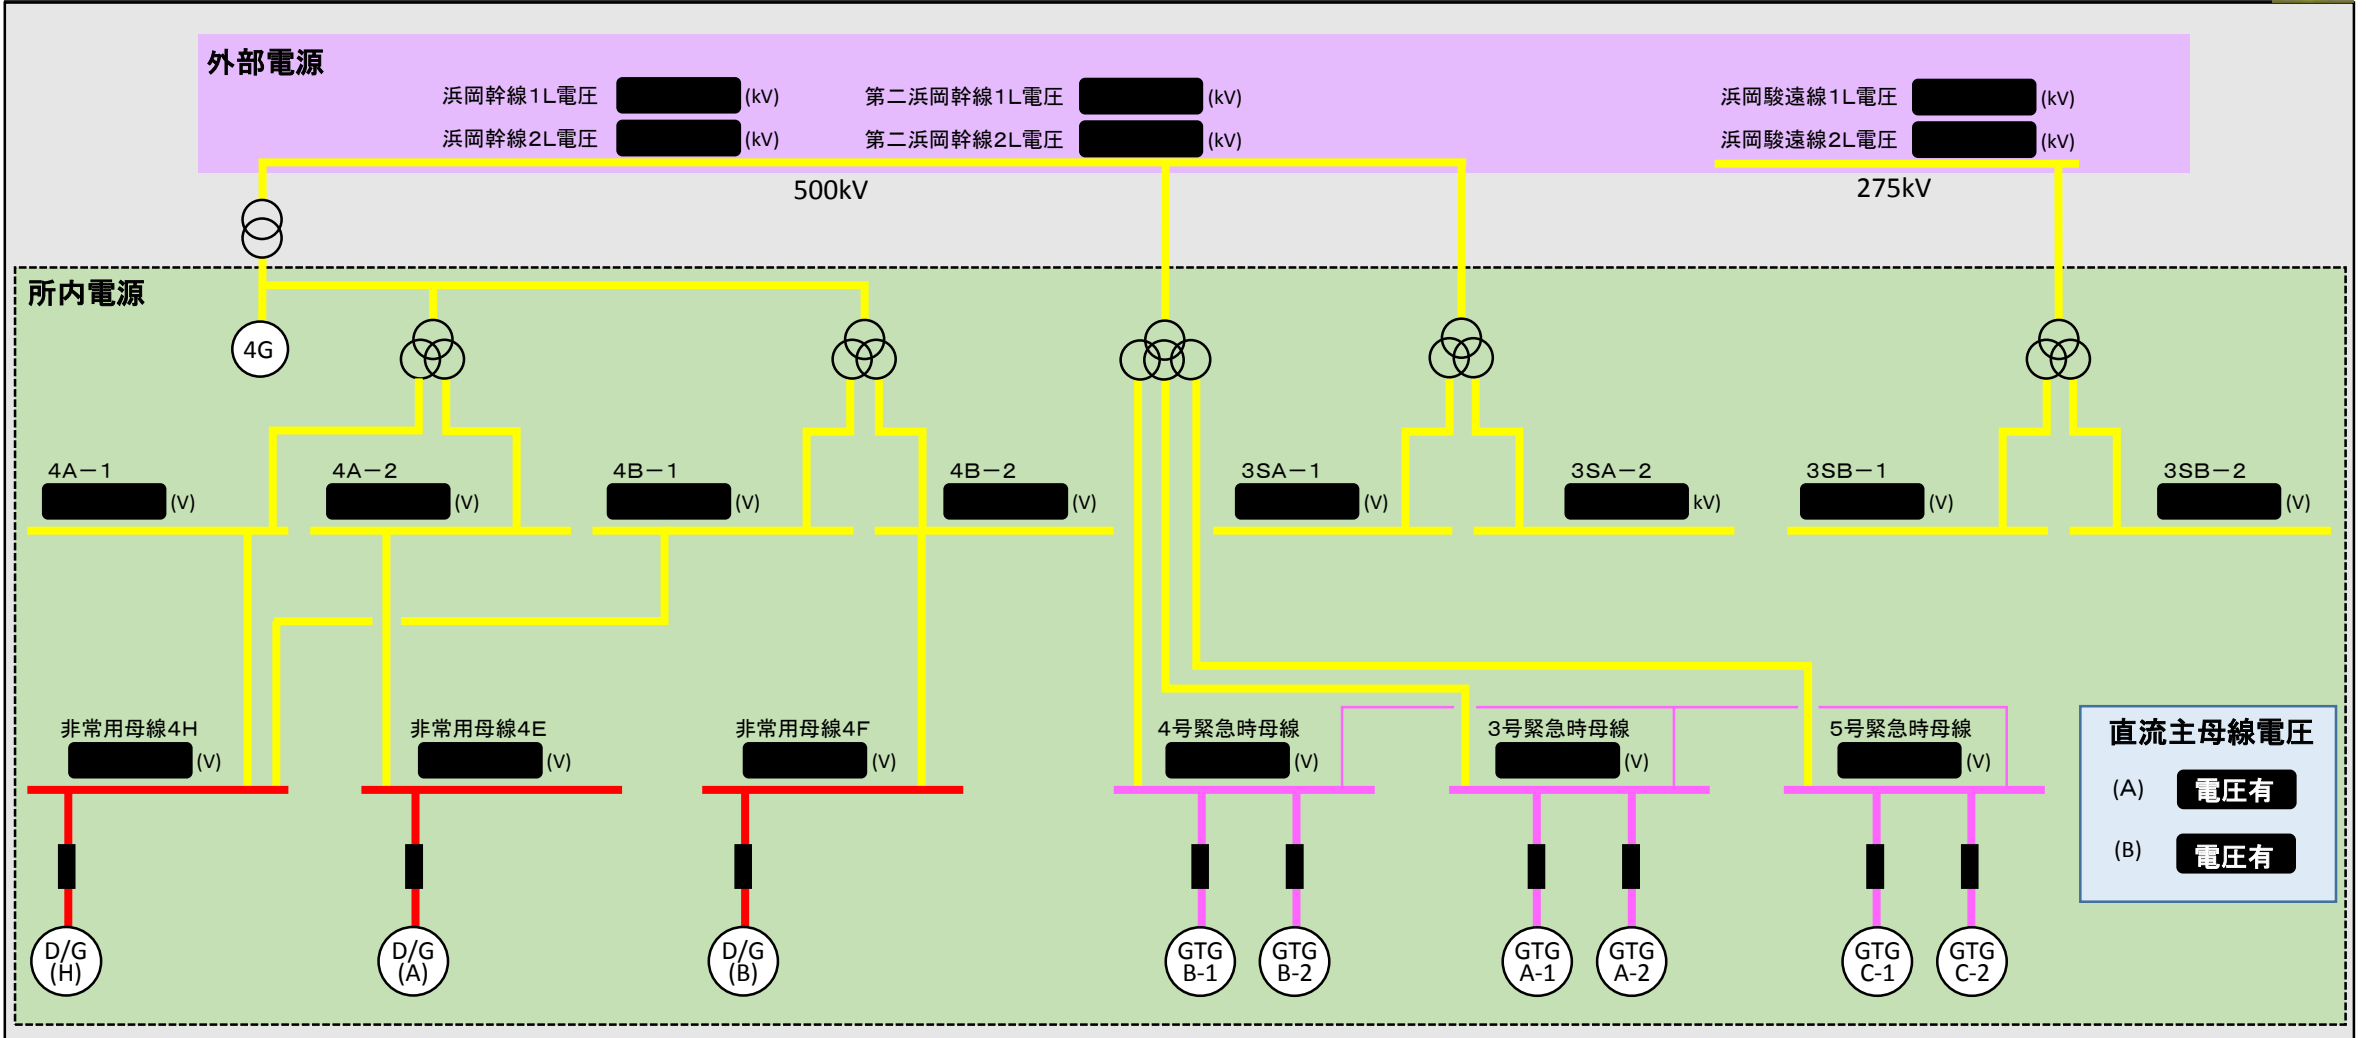 外部電源
浜岡幹線1L電圧 (kV) 第二浜岡幹線1L電圧 (kV) 浜岡駿遠線1L電圧 (kV)
浜岡幹線2L電圧 (kV) 第二浜岡幹線2L電圧 (kV) 浜岡駿遠線2L電圧 (kV)
500kV 275kV
所内電源
4G
4A－1 4A－2 4B－1 4B－2 3SA－1 3SA－2 3SB－1 3SB－2
(V) (V) (V) (V) (V) kV) (V) (V)
非常用母線4H 非常用母線4E 非常用母線4F 4号緊急時母線 3号緊急時母線 5号緊急時母線
(V) (V) (V) (V) (V) (V)
直流主母線電圧
(A) 電圧有
(B) 電圧有
D/G D/G D/G GTG GTG GTG GTG GTG GTG
(H) (A) (B) B-1 B-2 A-1 A-2 C-1 C-2